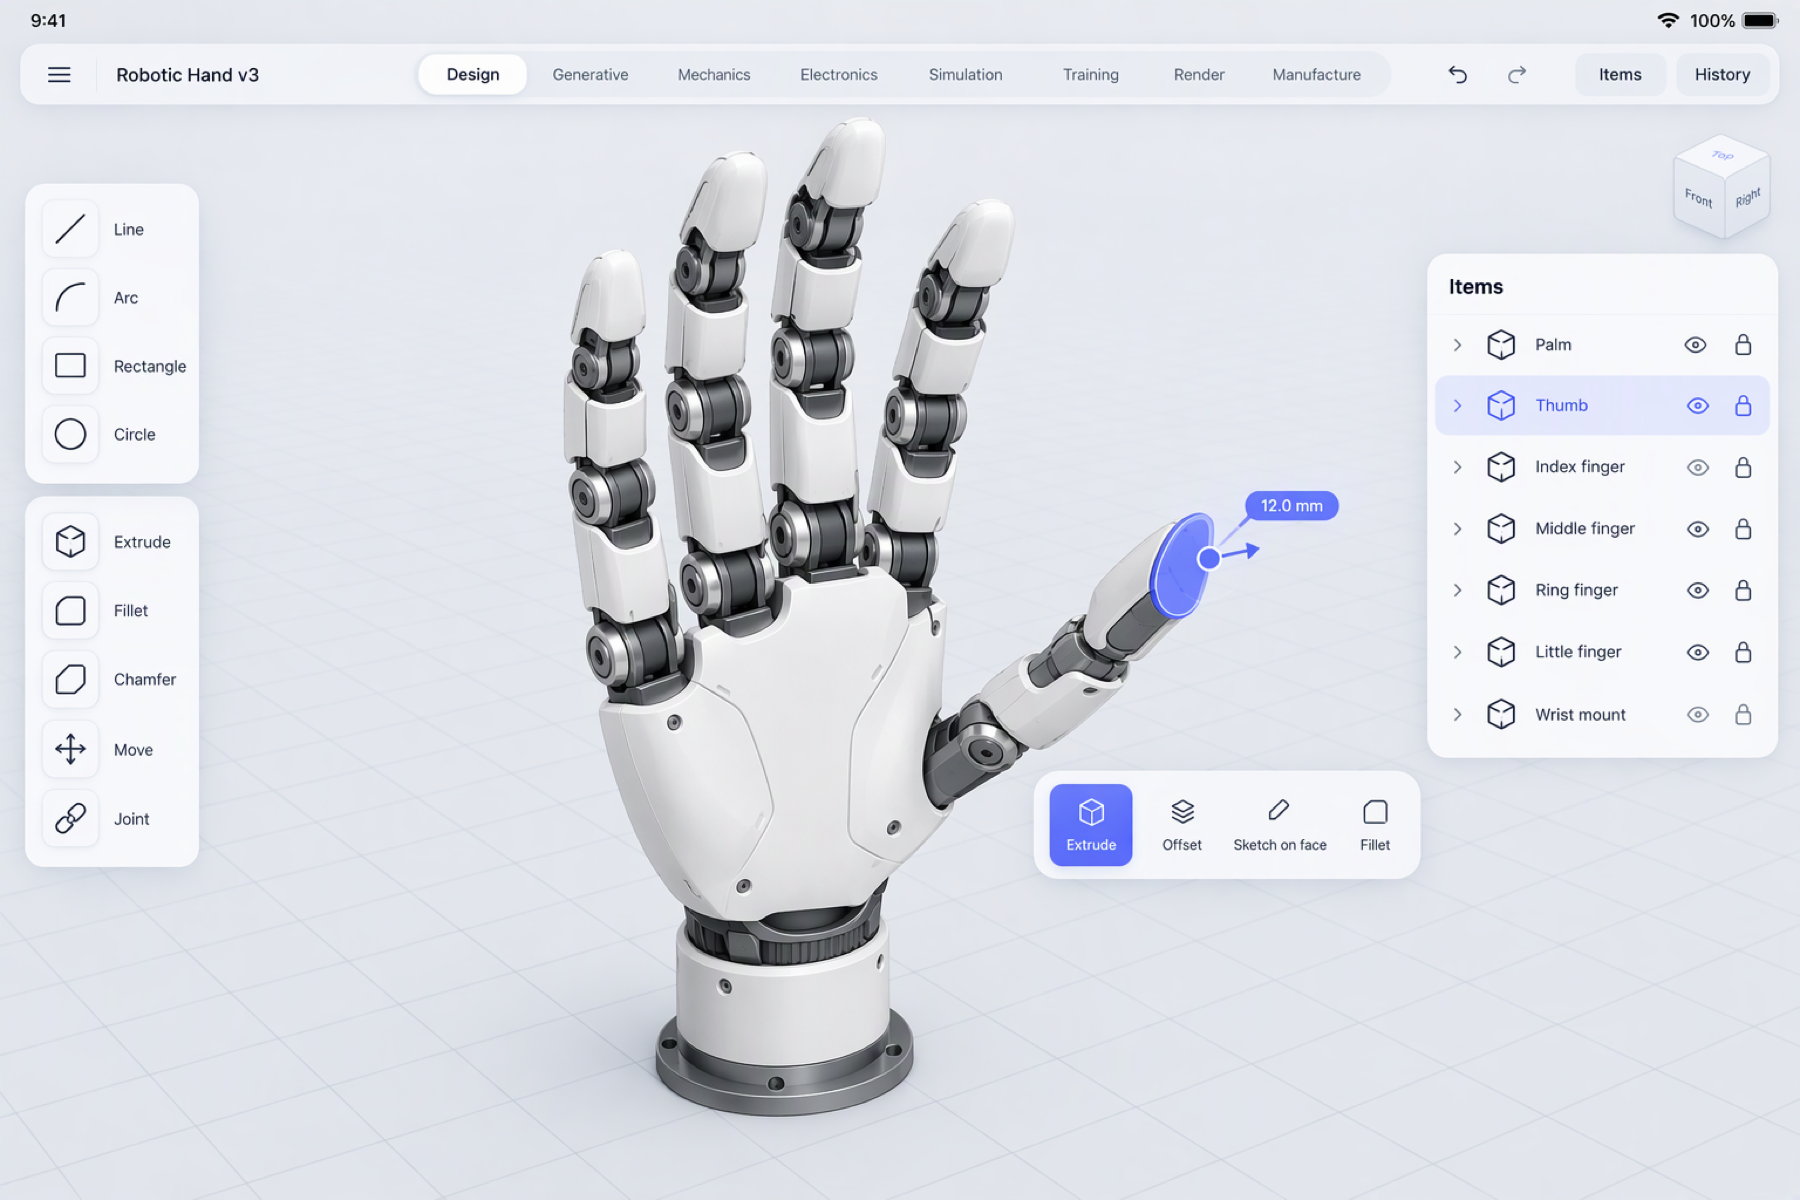 9:41
100%
Robotic Hand v3
Design
Generative
Mechanics
Electronics
Simulation
Training
Render
Manufacture
Items
History
Top
Front
Right
Line
Arc
Rectangle
Circle
Extrude
Fillet
Chamfer
Move
Joint
12.0 mm
Items
Palm
Thumb
Index finger
Middle finger
Ring finger
Little finger
Wrist mount
Extrude
Offset
Sketch on face
Fillet